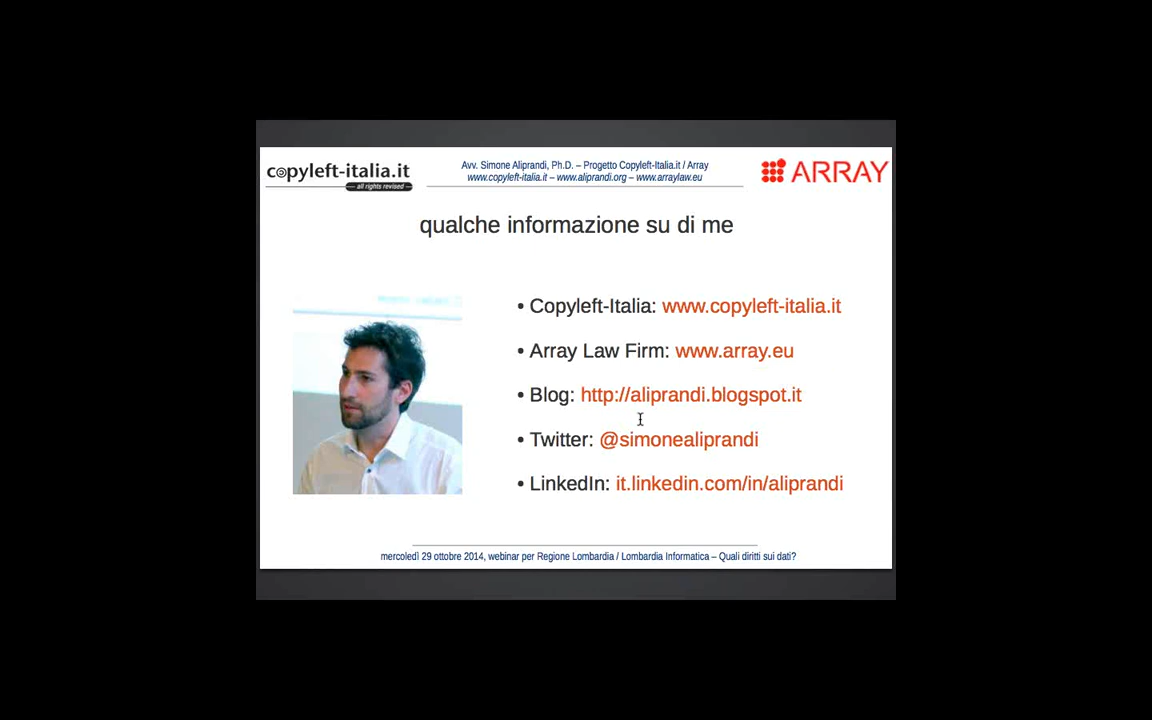 copyleft-italia.it
all rights revised
Avv. Simone Aliprandi, Ph.D. – Progetto Copyleft-Italia.it / Array
www.copyleft-italia.it – www.aliprandi.org – www.arraylaw.eu
ARRAY
qualche informazione su di me
• Copyleft-Italia: www.copyleft-italia.it
• Array Law Firm: www.array.eu
• Blog: http://aliprandi.blogspot.it
• Twitter: @simonealiprandi
• LinkedIn: it.linkedin.com/in/aliprandi
mercoledì 29 ottobre 2014, webinar per Regione Lombardia / Lombardia Informatica – Quali diritti sui dati?